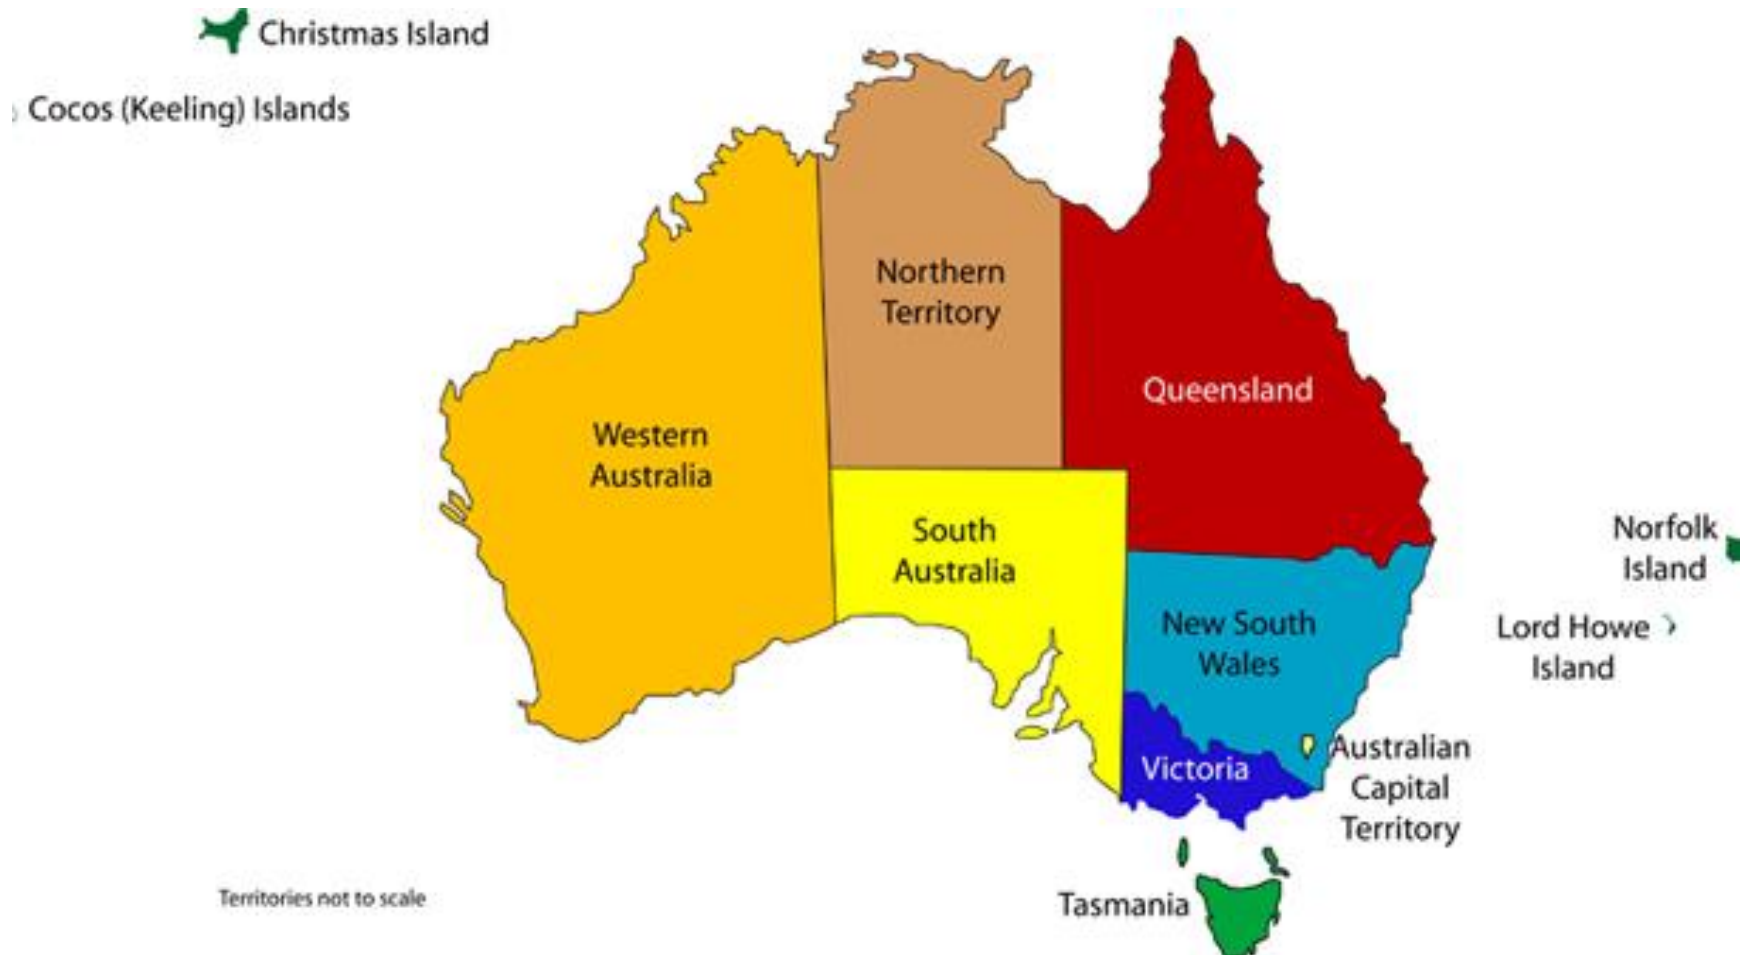 Christmas Island
Cocos (Keeling) Islands
Northern
Territory
Queensland
Western
Australia
South
Australia
Norfolk
Island
New South
Wales
Lord Howe
Island
Australian
Capital
Territory
Victoria
Tasmania
Territories not to scale